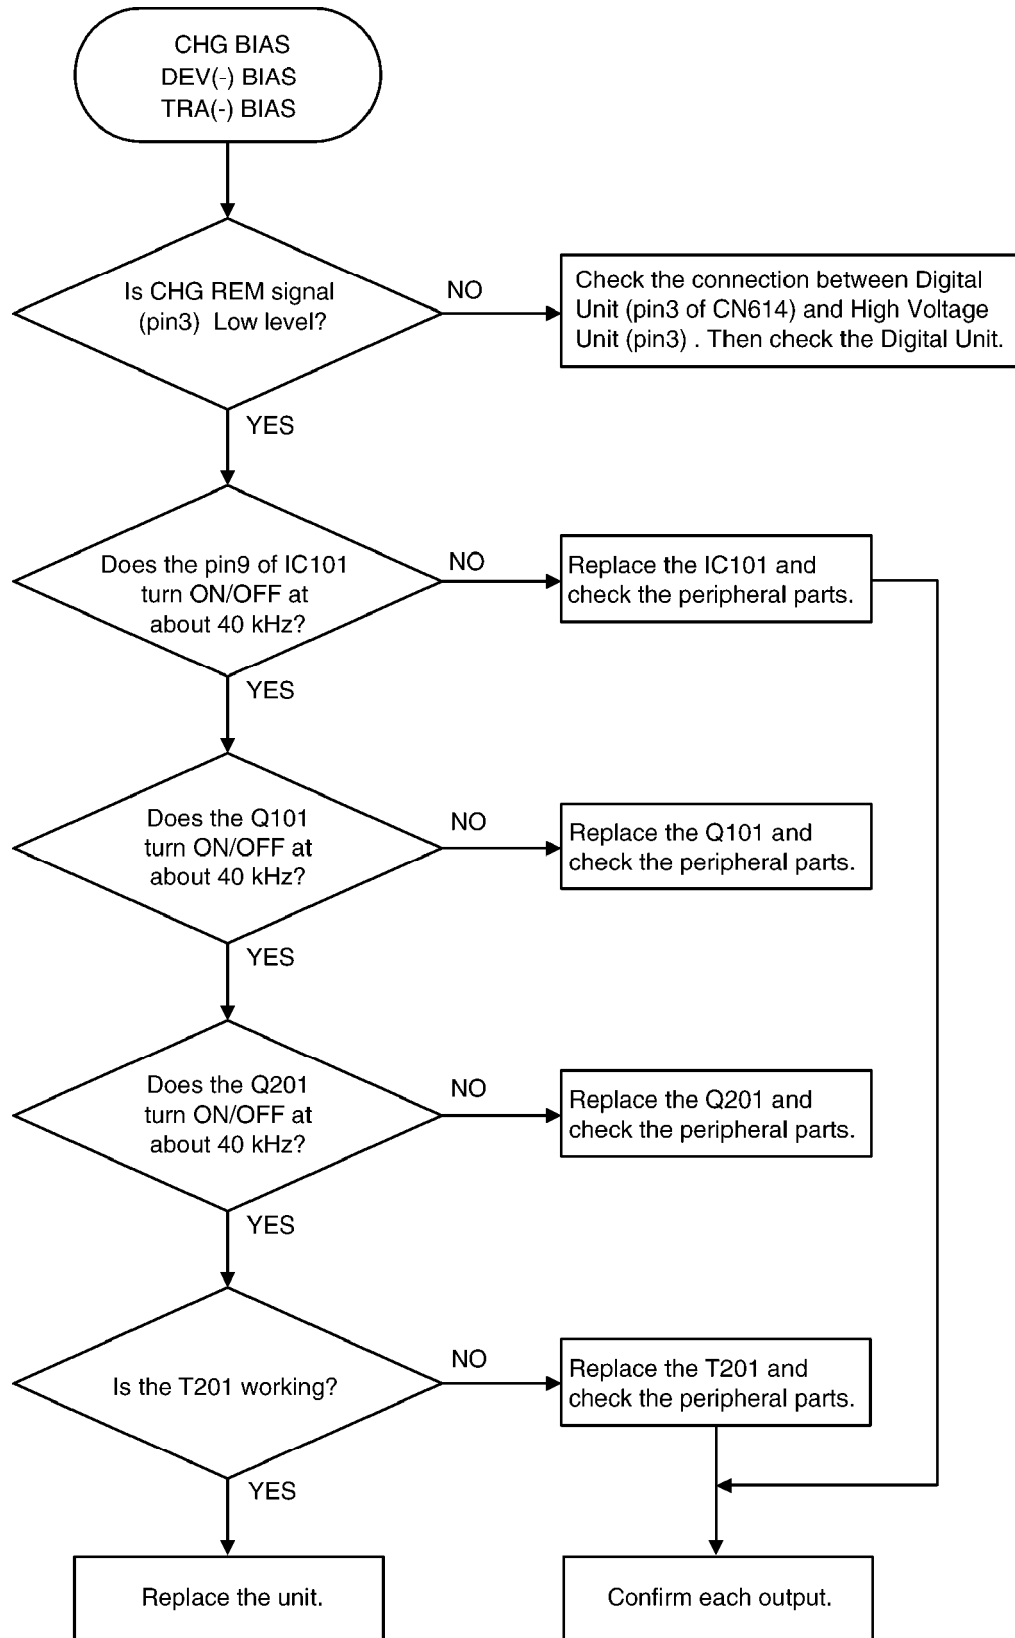 CHG BIAS
DEV(-) BIAS
TRA(-) BIAS
Is CHG REM signal
(pin3) Low level?
NO
Check the connection between Digital
Unit (pin3 of CN614) and High Voltage
Unit (pin3) . Then check the Digital Unit.
YES
Does the pin9 of IC101
turn ON/OFF at
about 40 kHz?
NO
Replace the IC101 and
check the peripheral parts.
YES
Does the Q101
turn ON/OFF at
about 40 kHz?
NO
Replace the Q101 and
check the peripheral parts.
YES
Does the Q201
turn ON/OFF at
about 40 kHz?
NO
Replace the Q201 and
check the peripheral parts.
YES
Is the T201 working?
NO
Replace the T201 and
check the peripheral parts.
YES
Replace the unit.
Confirm each output.